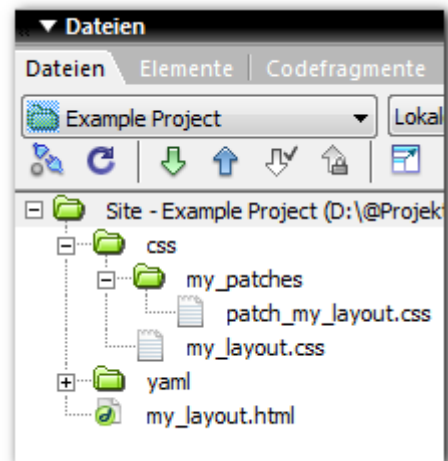 Dateien
Dateien Elemente Codefragmente
Example Project Lokal
Site - Example Project (D:\@Projek
css
my_patches
patch_my_layout.css
my_layout.css
yaml
my_layout.html